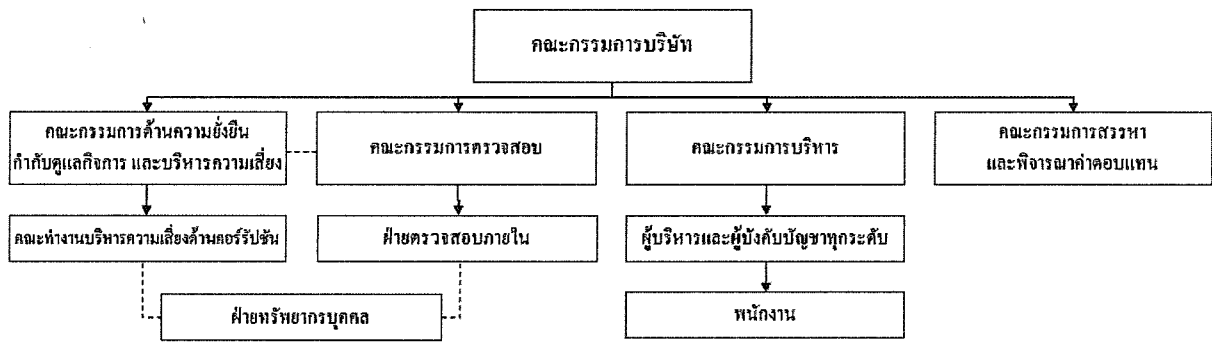 คณะกรรมการบริษัท
คณะกรรมการด้านความยั่งยืน
กำกับดูแลกิจการ และบริหารความเสี่ยง
คณะกรรมการตรวจสอบ
คณะกรรมการบริหาร
คณะกรรมการสรรหา
และพิจารณาค่าตอบแทน
คณะทำงานบริหารความเสี่ยงด้านคอร์รัปชัน
ฝ่ายตรวจสอบภายใน
ผู้บริหารและผู้บังคับบัญชาทุกระดับ
ฝ่ายทรัพยากรบุคคล
พนักงาน